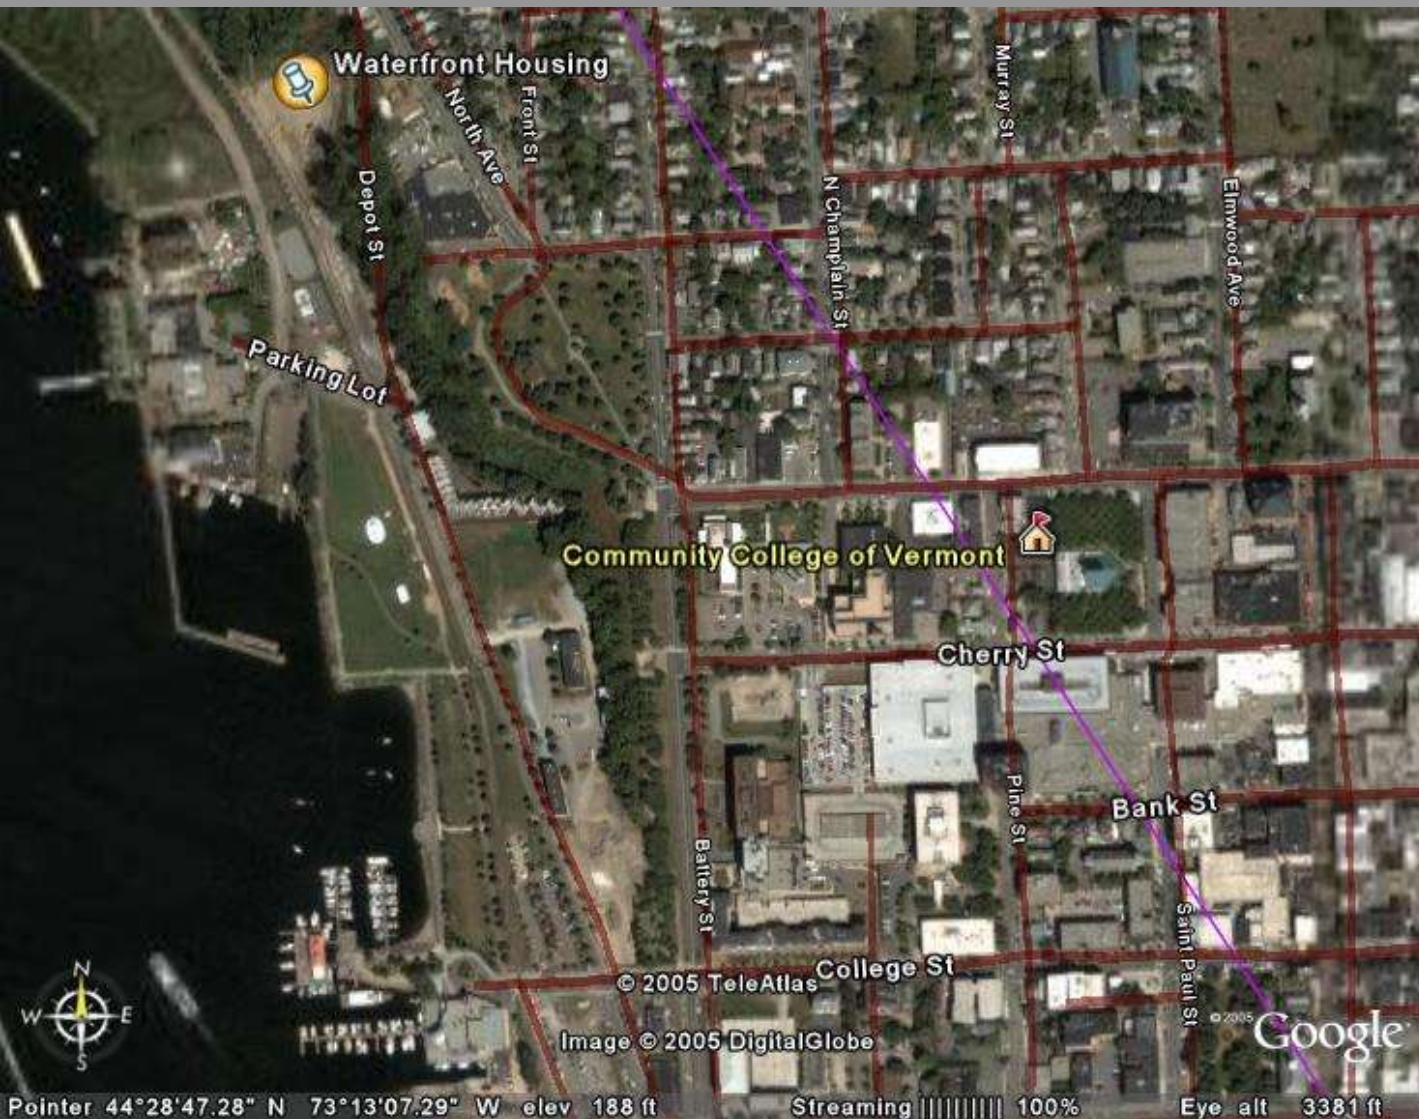 Waterfront Housing
North Ave
Front St
Murray St
Depot St
N Champlain St
Elmwood Ave
Parking Lot
Community College of Vermont
Cherry St
Pine St
Bank St
Battery St
Saint Paul St
College St
© 2005 TeleAtlas
Image © 2005 DigitalGlobe
© 2005 Google
N
W E
S
Pointer 44°28'47.28" N 73°13'07.29" W elev 188 ft Streaming |||||||||| 100% Eye alt 3381 ft